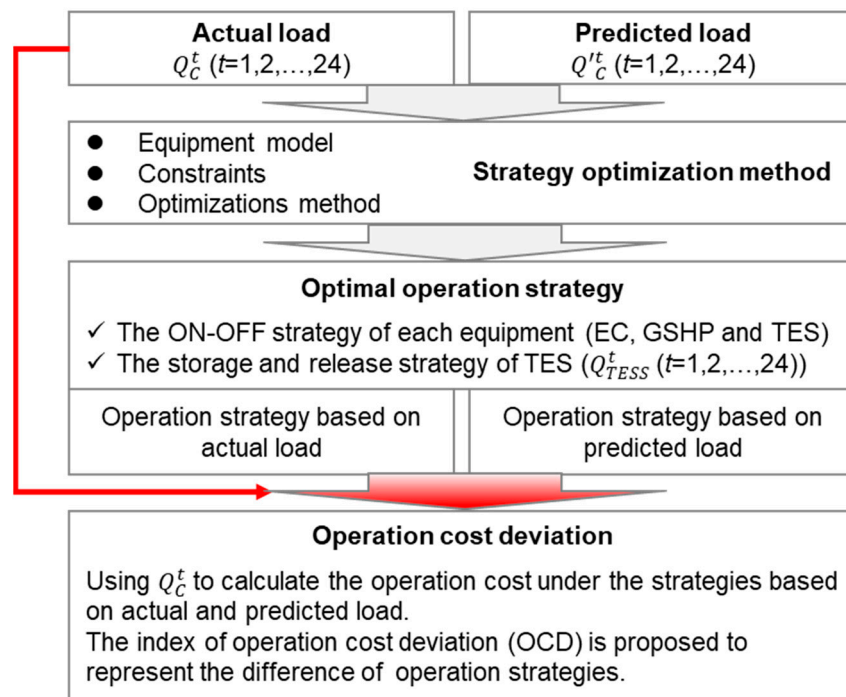 Actual load
Q_C^t (t=1,2,…,24)
Predicted load
Q'_C^t (t=1,2,…,24)
● Equipment model
● Constraints
● Optimizations method
Strategy optimization method
Optimal operation strategy
✓ The ON-OFF strategy of each equipment (EC, GSHP and TES)
✓ The storage and release strategy of TES (Q_{TESS}^t (t=1,2,…,24))
Operation strategy based on
actual load
Operation strategy based on
predicted load
Operation cost deviation
Using Q_C^t to calculate the operation cost under the strategies based
on actual and predicted load.
The index of operation cost deviation (OCD) is proposed to
represent the difference of operation strategies.